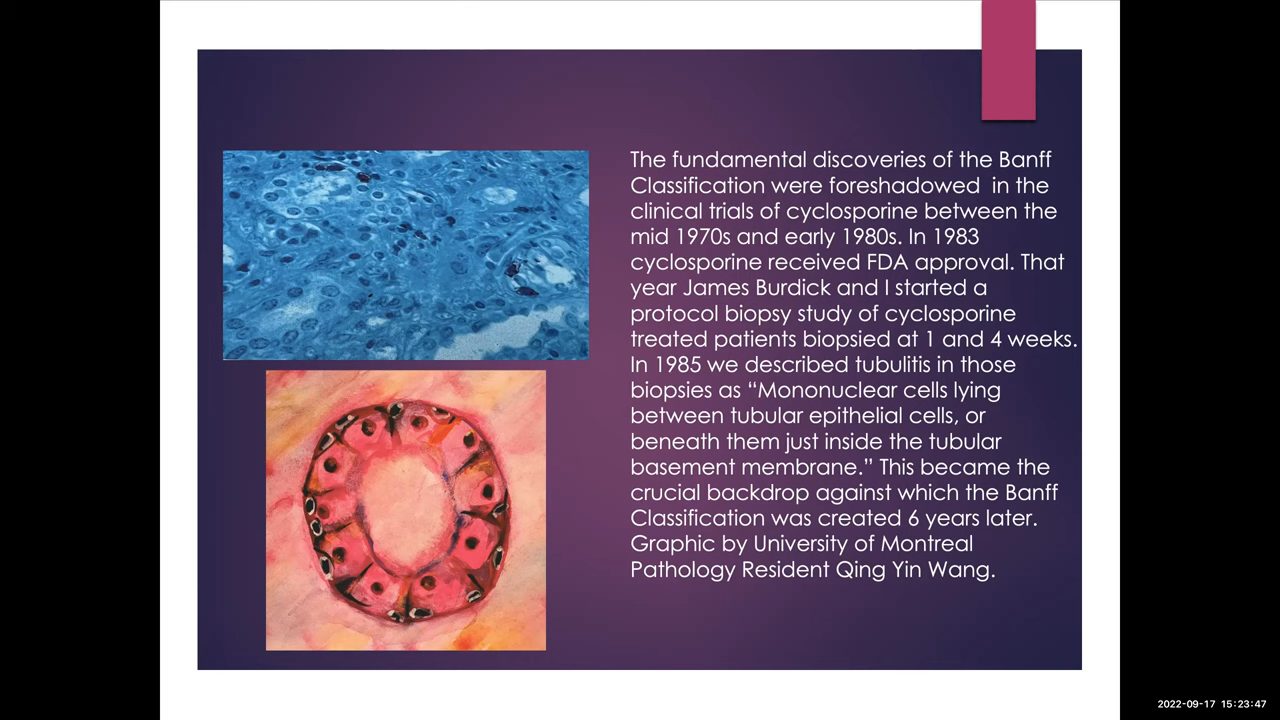 The fundamental discoveries of the Banff
Classification were foreshadowed  in the
clinical trials of cyclosporine between the
mid 1970s and early 1980s. In 1983
cyclosporine received FDA approval. That
year James Burdick and I started a
protocol biopsy study of cyclosporine
treated patients biopsied at 1 and 4 weeks.
In 1985 we described tubulitis in those
biopsies as “Mononuclear cells lying
between tubular epithelial cells, or
beneath them just inside the tubular
basement membrane.” This became the
crucial backdrop against which the Banff
Classification was created 6 years later.
Graphic by University of Montreal
Pathology Resident Qing Yin Wang.
2022-09-17 15:23:47